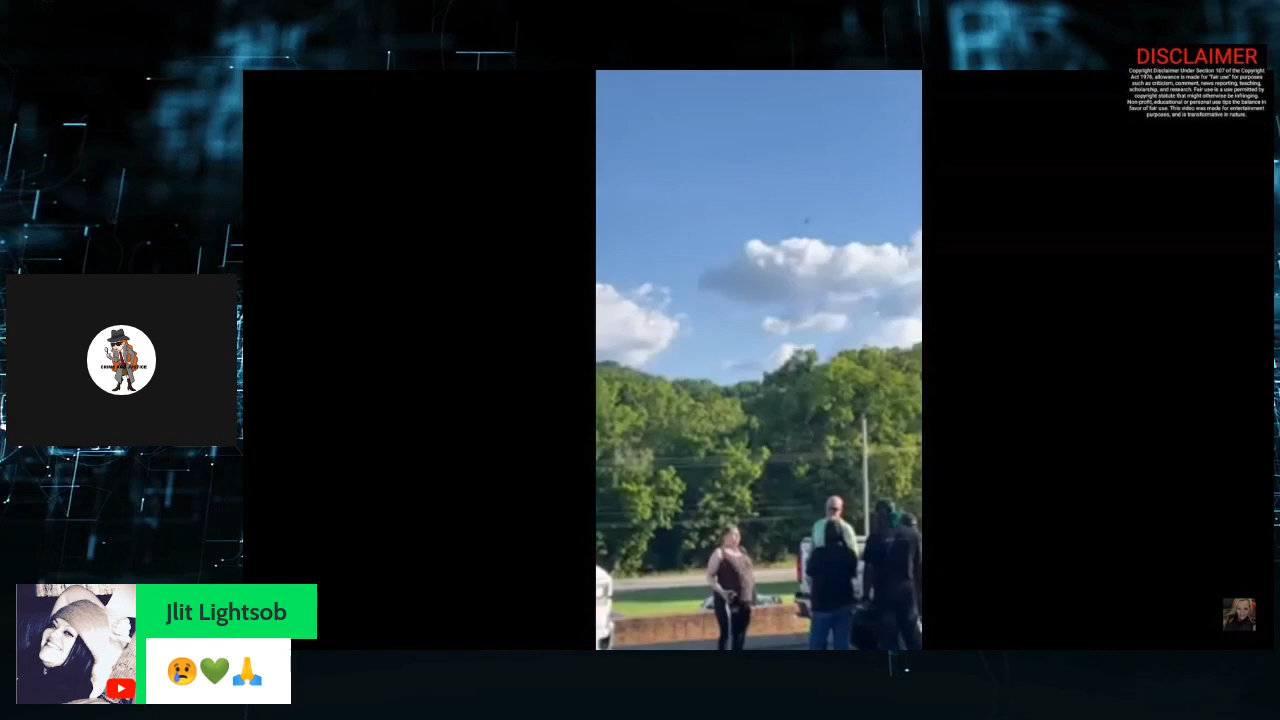 DISCLAIMER
Copyright Disclaimer Under Section 107 of the Copyright
Act 1976, allowance is made for "fair use" for purposes
such as criticism, comment, news reporting, teaching,
scholarship, and research. Fair use is a use permitted by
copyright statute that might otherwise be infringing.
Non-profit, educational or personal use tips the balance in
favor of fair use. This video was made for entertainment
purposes, and is transformative in nature.
CRIME AND JUSTICE
Jlit Lightsob
😢💚🙏